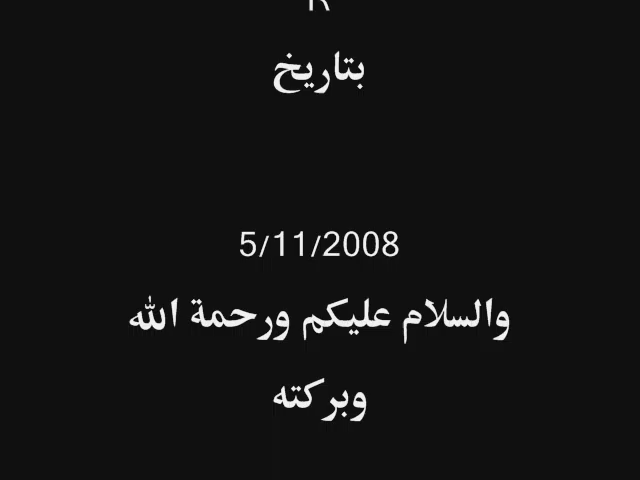 بتاريخ
5/11/2008
والسلام عليكم ورحمة الله
وبركته